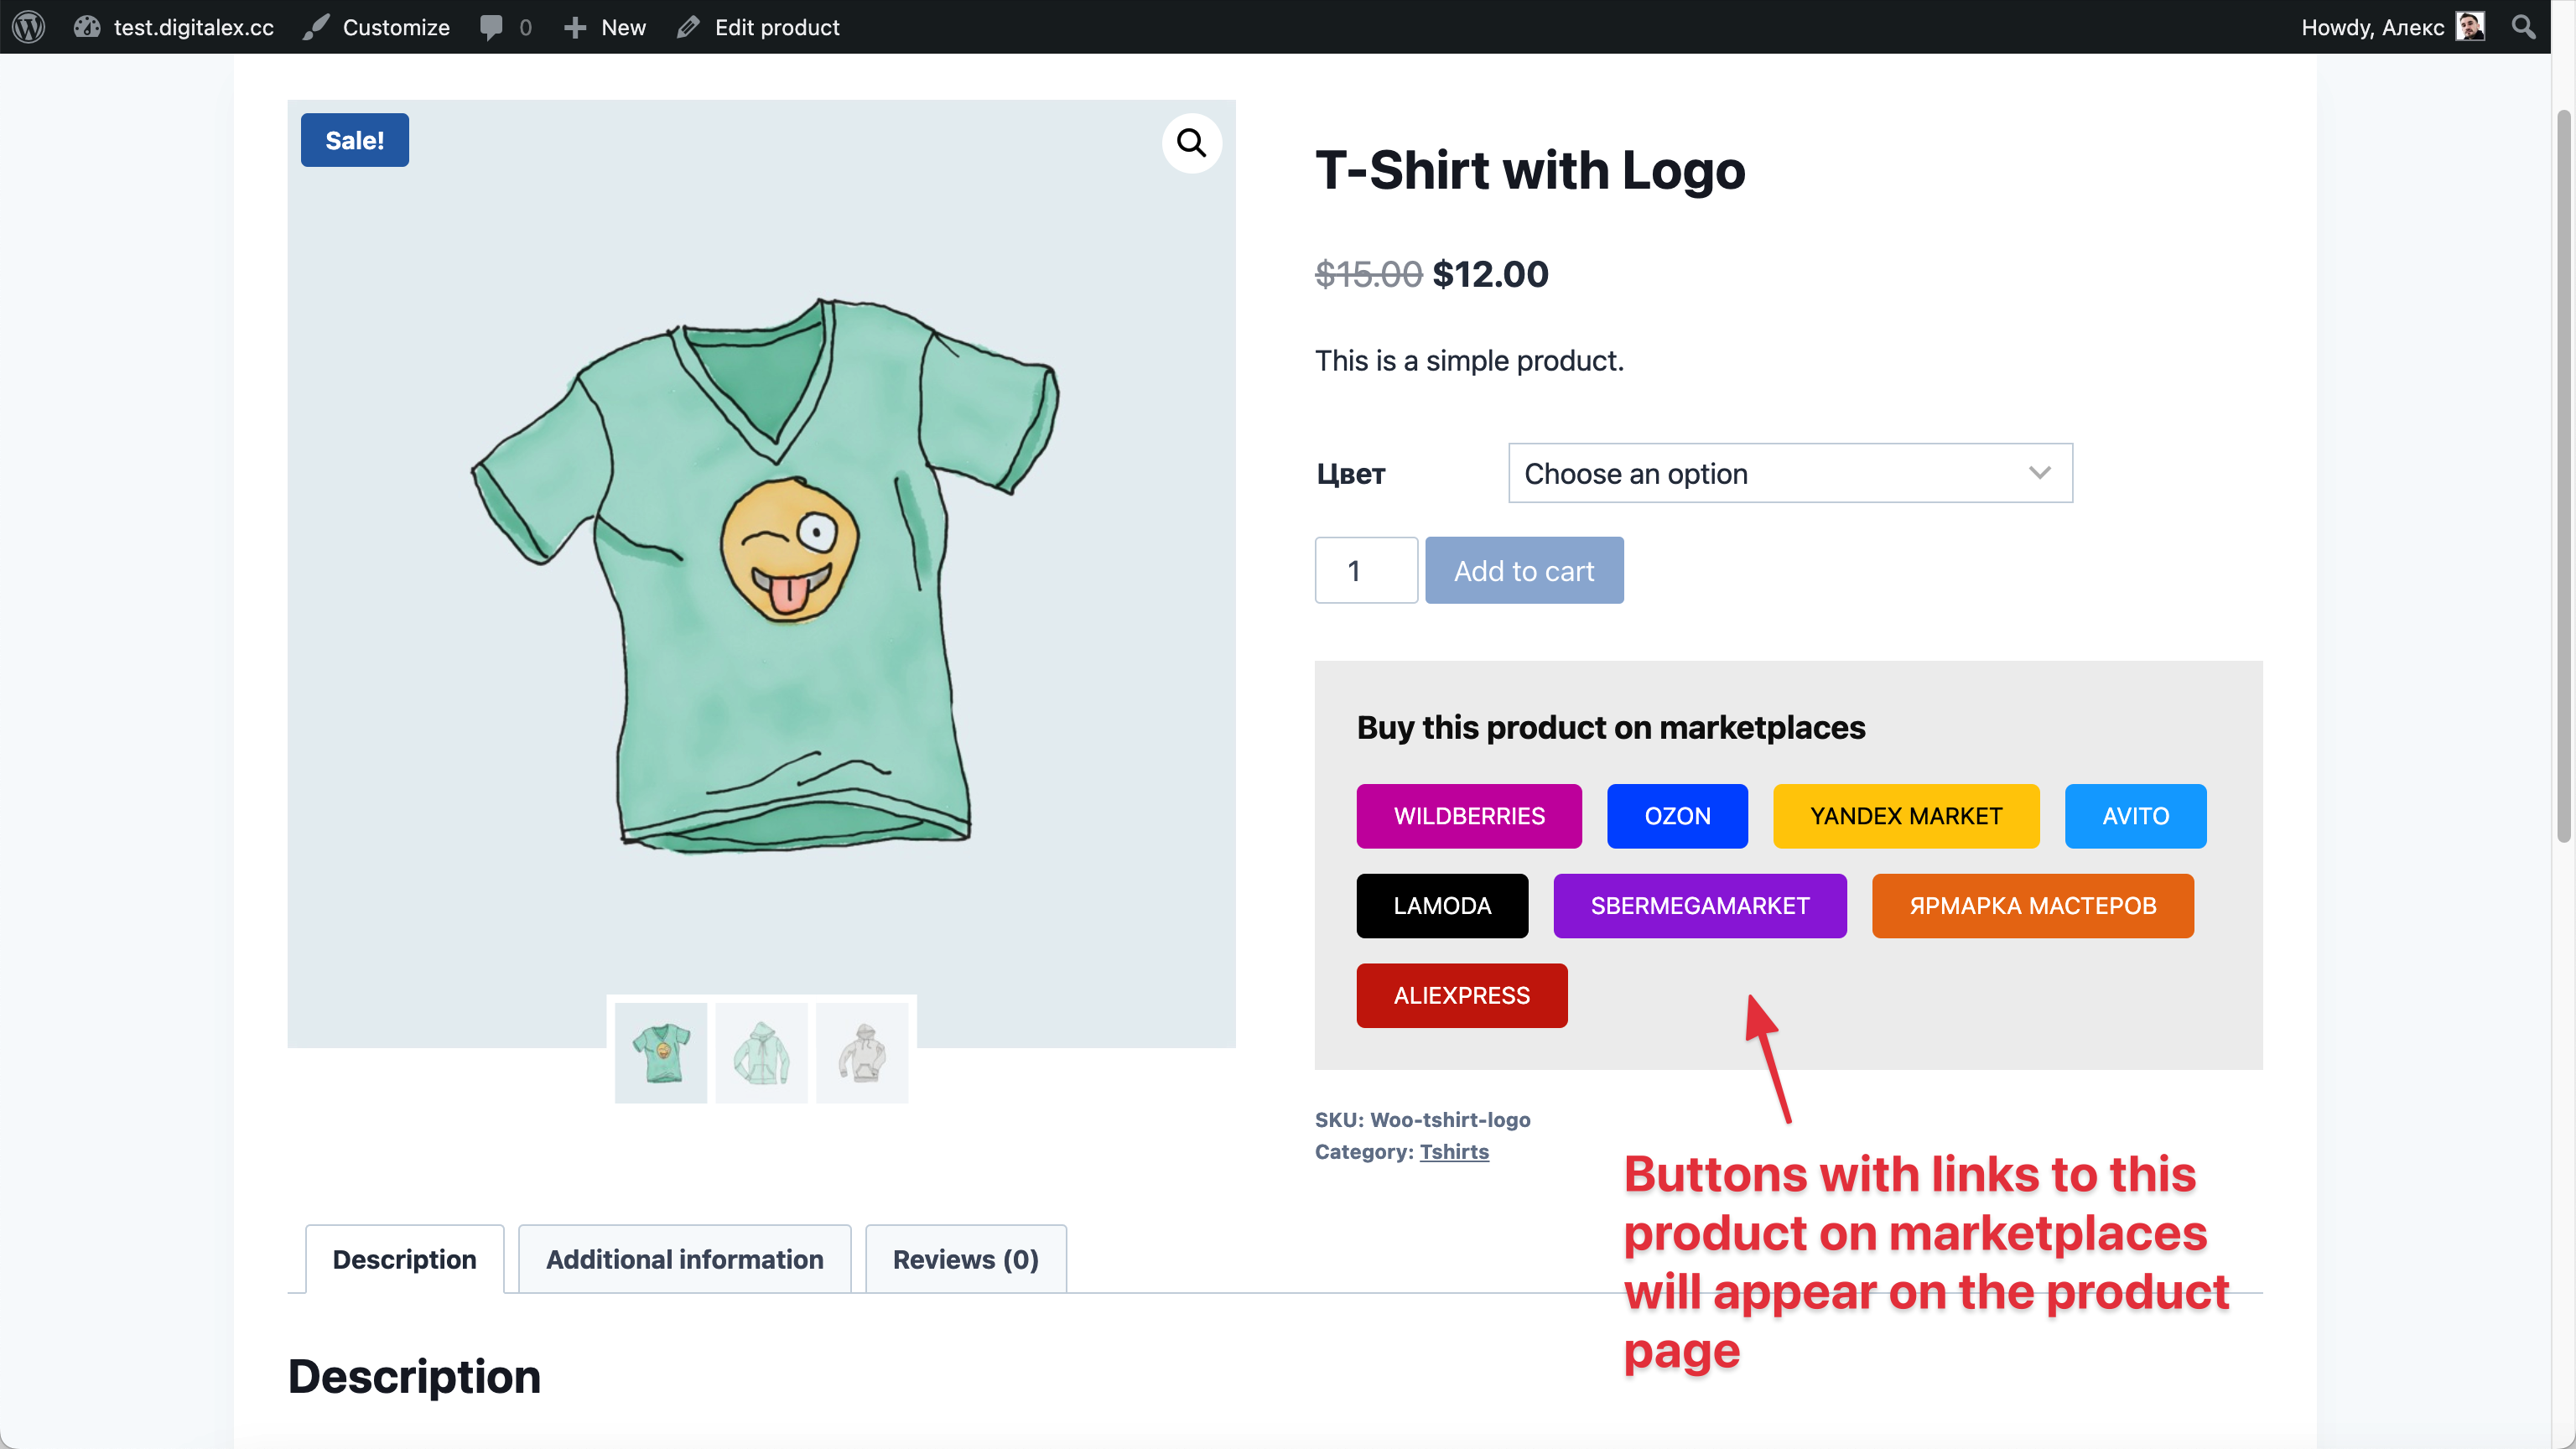 test.digitalex.cc Customize 0 New Edit product Howdy, Алекс
Sale!
T-Shirt with Logo
$15.00 $12.00
This is a simple product.
Цвет Choose an option
1 Add to cart
Buy this product on marketplaces
WILDBERRIES OZON YANDEX MARKET AVITO
LAMODA SBERMEGAMARKET ЯРМАРКА МАСТЕРОВ
ALIEXPRESS
SKU: Woo-tshirt-logo
Category: Tshirts
Buttons with links to this
product on marketplaces
will appear on the product
page
Description Additional information Reviews (0)
Description